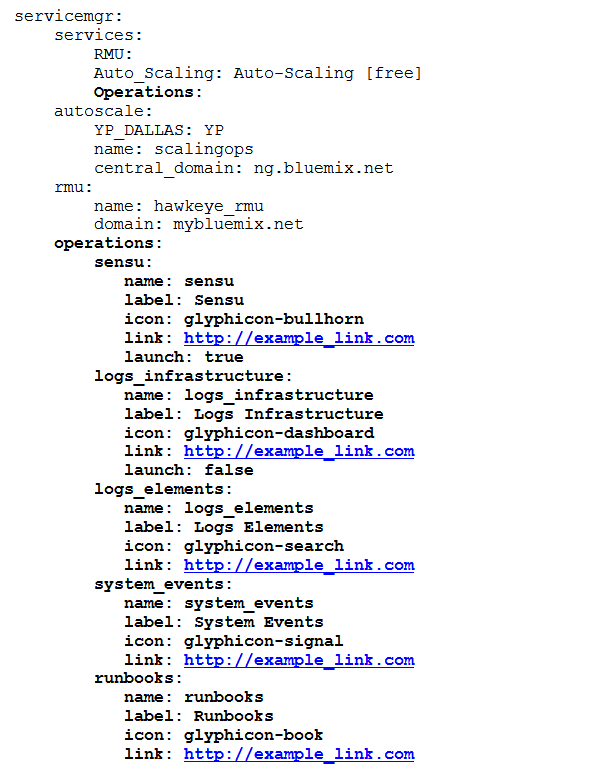 servicemgr:
    services:
        RMU:
        Auto_Scaling: Auto-Scaling [free]
        Operations:
    autoscale:
        YP_DALLAS: YP
        name: scalingops
        central_domain: ng.bluemix.net
    rmu:
        name: hawkeye_rmu
        domain: mybluemix.net
    operations:
        sensu:
           name: sensu
           label: Sensu
           icon: glyphicon-bullhorn
           link: http://example_link.com
           launch: true
        logs_infrastructure:
           name: logs_infrastructure
           label: Logs Infrastructure
           icon: glyphicon-dashboard
           link: http://example_link.com
           launch: false
        logs_elements:
           name: logs_elements
           label: Logs Elements
           icon: glyphicon-search
           link: http://example_link.com
        system_events:
           name: system_events
           label: System Events
           icon: glyphicon-signal
           link: http://example_link.com
        runbooks:
           name: runbooks
           label: Runbooks
           icon: glyphicon-book
           link: http://example_link.com